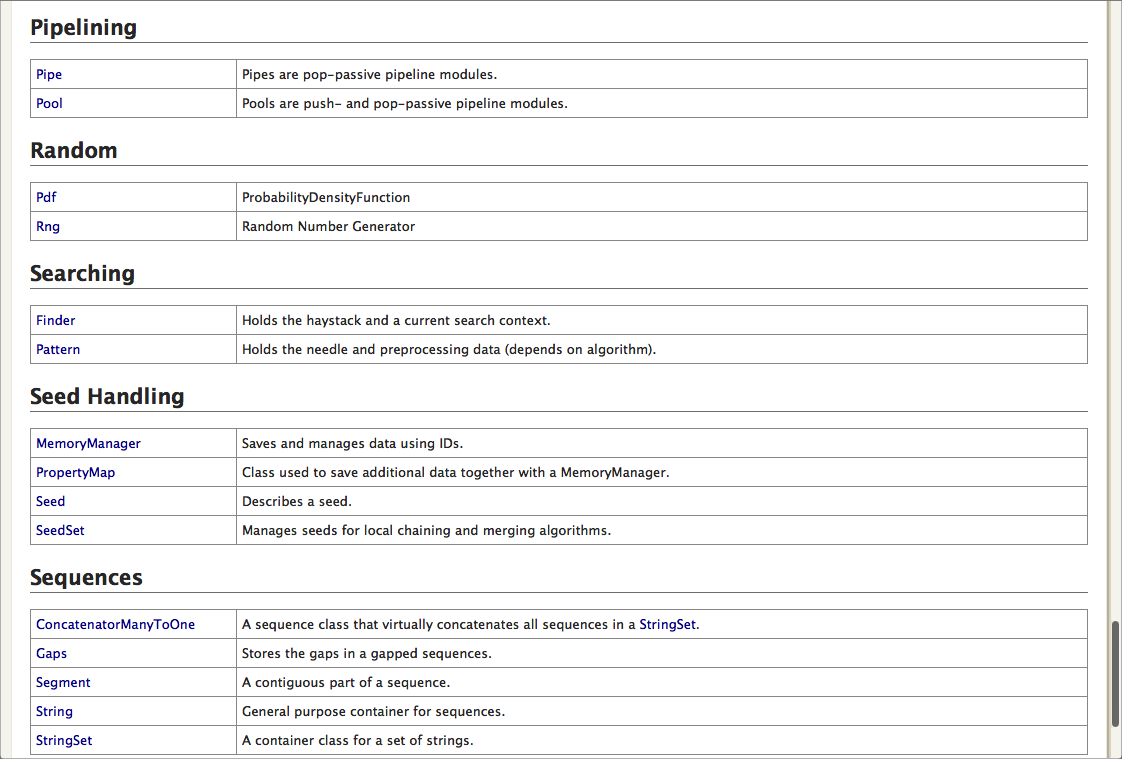 Pipelining
Pipe Pipes are pop-passive pipeline modules.
Pool Pools are push- and pop-passive pipeline modules.
Random
Pdf ProbabilityDensityFunction
Rng Random Number Generator
Searching
Finder Holds the haystack and a current search context.
Pattern Holds the needle and preprocessing data (depends on algorithm).
Seed Handling
MemoryManager Saves and manages data using IDs.
PropertyMap Class used to save additional data together with a MemoryManager.
Seed Describes a seed.
SeedSet Manages seeds for local chaining and merging algorithms.
Sequences
ConcatenatorManyToOne A sequence class that virtually concatenates all sequences in a StringSet.
Gaps Stores the gaps in a gapped sequences.
Segment A contiguous part of a sequence.
String General purpose container for sequences.
StringSet A container class for a set of strings.